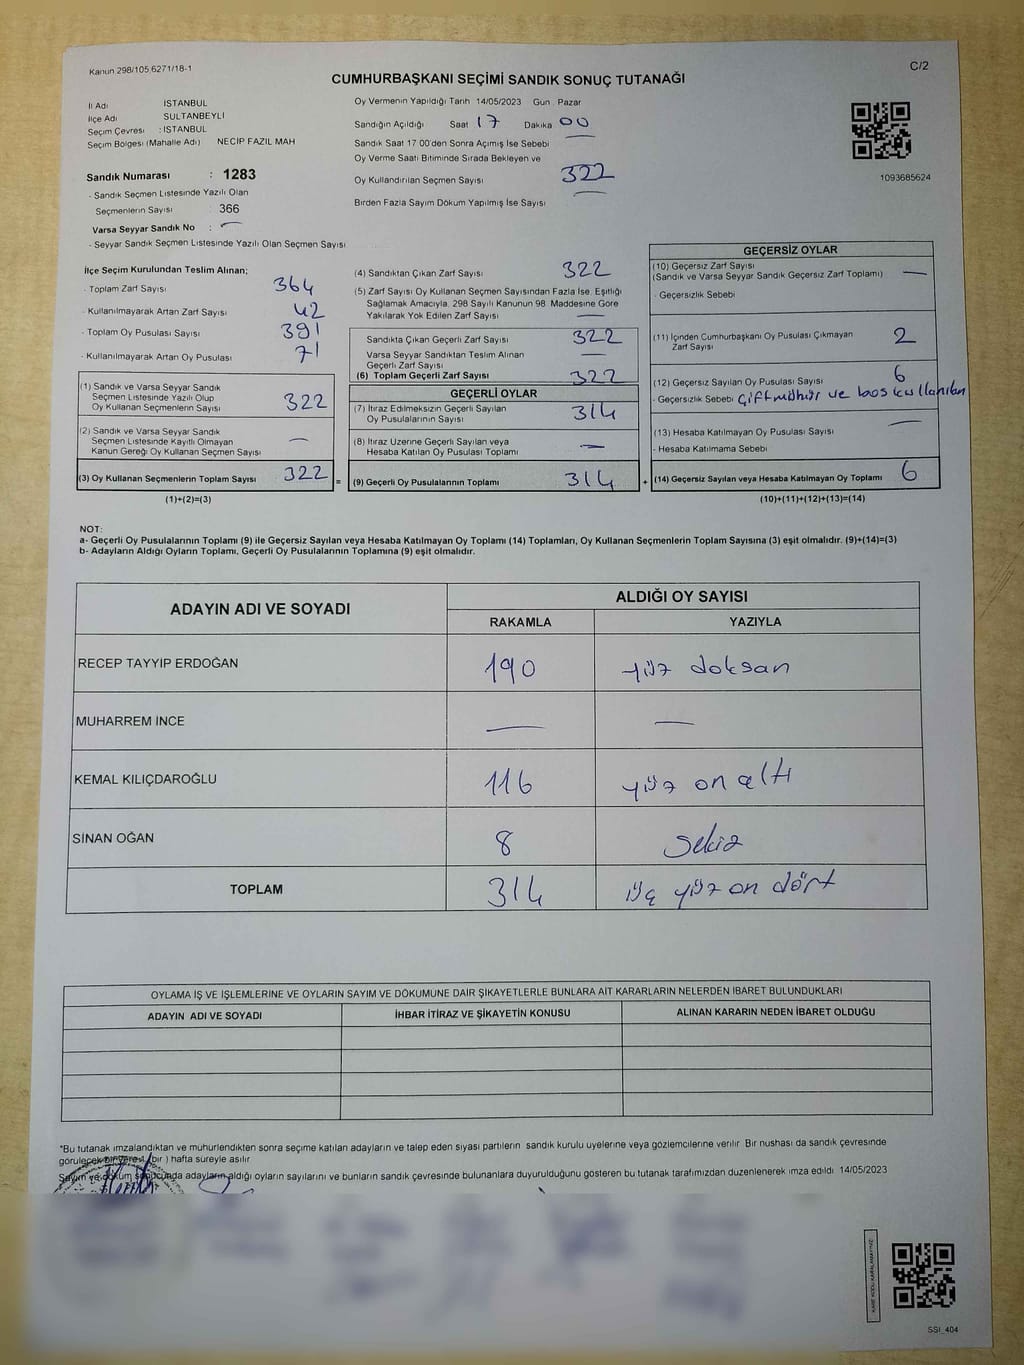 Kanun 298/105,6271/18-1
C/2
CUMHURBAŞKANI SEÇİMİ SANDIK SONUÇ TUTANAĞI
İl Adı İSTANBUL
İlçe Adı SULTANBEYLİ
Seçim Çevresi : İSTANBUL
Seçim Bölgesi (Mahalle Adı) NECİP FAZIL MAH
Sandık Numarası : 1283
- Sandık Seçmen Listesinde Yazılı Olan
Seçmenlerin Sayısı : 366
Varsa Seyyar Sandık No : —
- Seyyar Sandık Seçmen Listesinde Yazılı Olan Seçmen Sayısı
Oy Vermenin Yapıldığı Tarih 14/05/2023 Gün . Pazar
Sandığın Açıldığı Saat 17 Dakika 00
Sandık Saat 17 00'den Sonra Açımış İse Sebebi —
Oy Verme Saati Bitiminde Sırada Bekleyen ve
Oy Kullandırılan Seçmen Sayısı 322
Birden Fazla Sayım Döküm Yapılmış İse Sayısı —
1093685624
İlçe Seçim Kurulundan Teslim Alınan;
- Toplam Zarf Sayısı 364
- Kullanılmayarak Artan Zarf Sayısı 42
- Toplam Oy Pusulası Sayısı 391
- Kullanılmayarak Artan Oy Pusulası 71
(1) Sandık ve Varsa Seyyar Sandık
Seçmen Listesinde Yazılı Olup
Oy Kullanan Seçmenlerin Sayısı 322
(2) Sandık ve Varsa Seyyar Sandık
Seçmen Listesinde Kayıtlı Olmayan
Kanun Gereği Oy Kullanan Seçmen Sayısı —
(3) Oy Kullanan Seçmenlerin Toplam Sayısı 322 =
(1)+(2)=(3)
(4) Sandıktan Çıkan Zarf Sayısı 322
(5) Zarf Sayısı Oy Kullanan Seçmen Sayısından Fazla İse. Eşitliği
Sağlamak Amacıyla, 298 Sayılı Kanunun 98 Maddesine Göre
Yakılarak Yok Edilen Zarf Sayısı —
Sandıkta Çıkan Geçerli Zarf Sayısı 322
Varsa Seyyar Sandıktan Teslim Alınan
Geçerli Zarf Sayısı —
(6) Toplam Geçerli Zarf Sayısı 322
GEÇERLİ OYLAR
(7) İtiraz Edilmeksizin Geçerli Sayılan
Oy Pusulalarının Sayısı 314
(8) İtiraz Üzerine Geçerli Sayılan veya
Hesaba Katılan Oy Pusulası Toplamı —
(9) Geçerli Oy Pusulalarının Toplamı 314 +
GEÇERSİZ OYLAR
(10) Geçersiz Zarf Sayısı
(Sandık ve Varsa Seyyar Sandık Geçersiz Zarf Toplamı) —
- Geçersizlik Sebebi
(11) İçinden Cumhurbaşkanı Oy Pusulası Çıkmayan
Zarf Sayısı 2
(12) Geçersiz Sayılan Oy Pusulası Sayısı 6
- Geçersizlik Sebebi Çift mühür ve boş kullanılan
(13) Hesaba Katılmayan Oy Pusulası Sayısı —
- Hesaba Katılmama Sebebi
(14) Geçersiz Sayılan veya Hesaba Katılmayan Oy Toplamı 6
(10)+(11)+(12)+(13)=(14)
NOT:
a- Geçerli Oy Pusulalarının Toplamı (9) ile Geçersiz Sayılan veya Hesaba Katılmayan Oy Toplamı (14) Toplamları, Oy Kullanan Seçmenlerin Toplam Sayısına (3) eşit olmalıdır. (9)+(14)=(3)
b- Adayların Aldığı Oyların Toplamı, Geçerli Oy Pusulalarının Toplamına (9) eşit olmalıdır.
ADAYIN ADI VE SOYADI
ALDIĞI OY SAYISI
RAKAMLA YAZIYLA
RECEP TAYYIP ERDOĞAN 190 yüz doksan
MUHARREM İNCE — —
KEMAL KILIÇDAROĞLU 116 yüz on altı
SİNAN OĞAN 8 sekiz
TOPLAM 314 üç yüz on dört
OYLAMA İŞ VE İŞLEMLERİNE VE OYLARIN SAYIM VE DÖKÜMÜNE DAİR ŞİKAYETLERLE BUNLARA AİT KARARLARIN NELERDEN İBARET BULUNDUKLARI
ADAYIN ADI VE SOYADI İHBAR İTİRAZ VE ŞİKAYETİN KONUSU ALINAN KARARIN NEDEN İBARET OLDUĞU
*Bu tutanak imzalandıktan ve mühürlendikten sonra seçime katılan adayların ve talep eden siyası partilerin sandık kurulu üyelerine veya gözlemcilerine verilir. Bir nushası da sandık çevresinde
görülecek bir yere 1 (bir ) hafta süreyle asılır
Sayım ve döküm sonucunda adayların aldığı oyların sayılarını ve bunların sandık çevresinde bulunanlara duyurulduğunu gösteren bu tutanak tarafımızdan düzenlenerek imza edildi 14/05/2023
KARE KODU KARALAMAYINIZ!
SSI_404